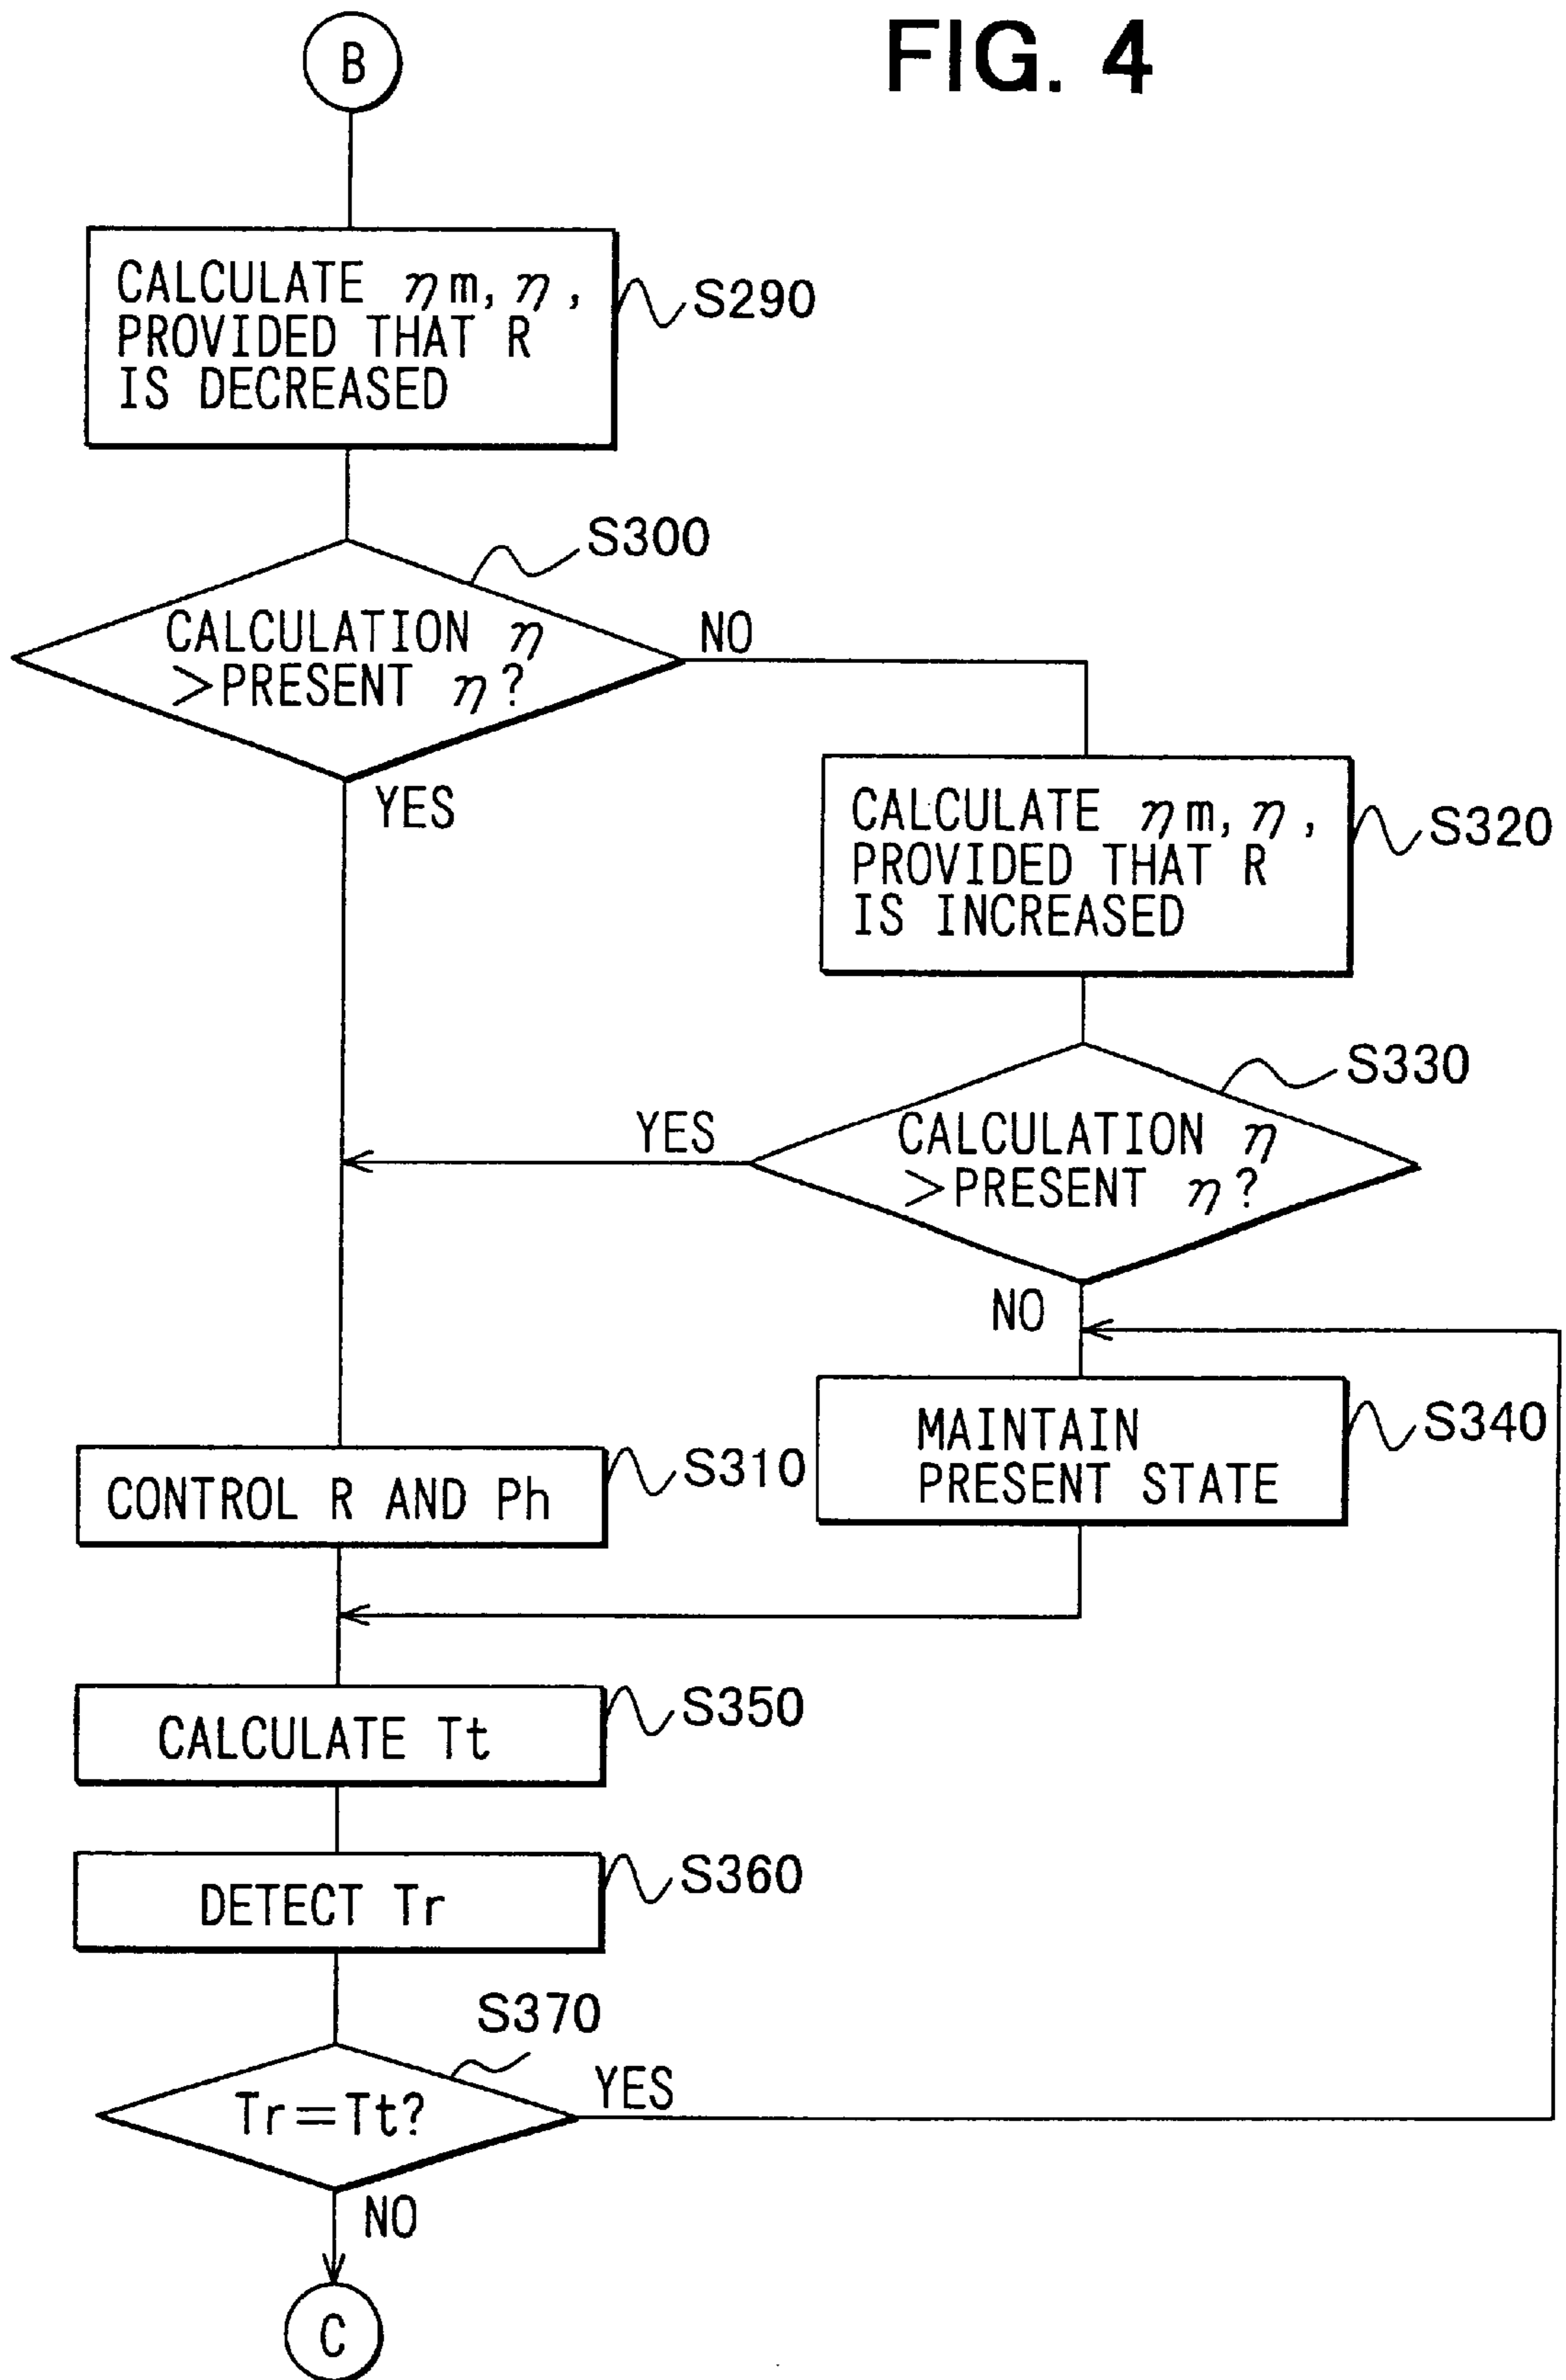 FIG. 4
B
CALCULATE ηm, η,
PROVIDED THAT R
IS DECREASED
S290
S300
CALCULATION η
>PRESENT η?
NO
YES
CALCULATE ηm, η,
PROVIDED THAT R
IS INCREASED
S320
S330
CALCULATION η
>PRESENT η?
YES
NO
MAINTAIN
PRESENT STATE
S340
CONTROL R AND Ph
S310
CALCULATE Tt
S350
DETECT Tr
S360
S370
Tr=Tt?
YES
NO
C